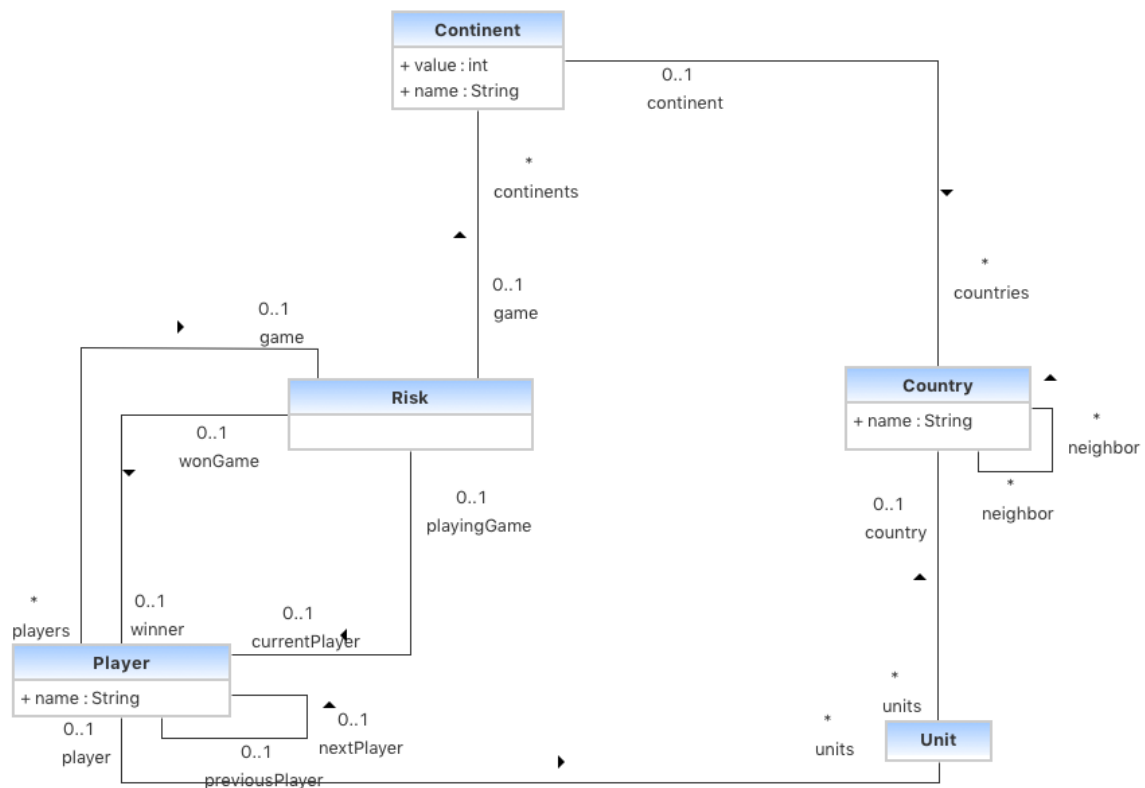 Continent
+ value : int
+ name : String
0..1
continent
*
continents
*
countries
0..1
game
0..1
game
Risk
Country
+ name : String
*
neighbor
*
neighbor
0..1
wonGame
0..1
playingGame
0..1
country
*
players
0..1
winner
0..1
currentPlayer
Player
+ name : String
0..1
player
0..1
nextPlayer
0..1
previousPlayer
*
units
*
units
Unit